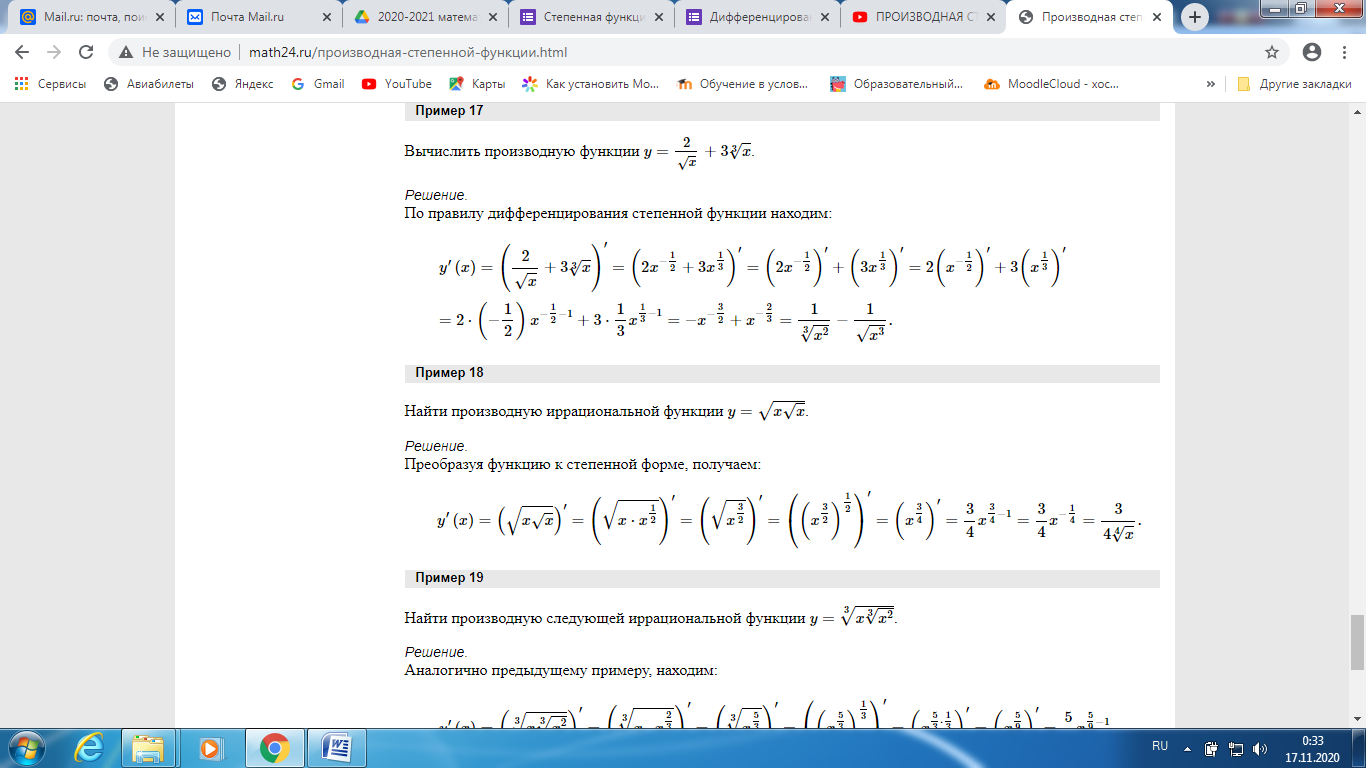 Mail.ru: почта, пои
Почта Mail.ru
2020-2021 матема
Степенная функци
Дифференцирова
ПРОИЗВОДНАЯ СТ
Производная степ
Не защищено | math24.ru/производная-степенной-функции.html
Сервисы Авиабилеты Яндекс Gmail YouTube Карты Как установить Мо... Обучение в услов... Образовательный... MoodleCloud - хос... » Другие закладки
Пример 17
Вычислить производную функции y = 2/√x + 3∛x.
Решение.
По правилу дифференцирования степенной функции находим:
y′(x) = (2/√x + 3∛x)′ = (2x^(−1/2) + 3x^(1/3))′ = (2x^(−1/2))′ + (3x^(1/3))′ = 2(x^(−1/2))′ + 3(x^(1/3))′
= 2 · (−1/2) x^(−1/2−1) + 3 · 1/3 x^(1/3−1) = −x^(−3/2) + x^(−2/3) = 1/∛(x²) − 1/√(x³).
Пример 18
Найти производную иррациональной функции y = √(x√x).
Решение.
Преобразуя функцию к степенной форме, получаем:
y′(x) = (√(x√x))′ = (√(x · x^(1/2)))′ = (√(x^(3/2)))′ = ((x^(3/2))^(1/2))′ = (x^(3/4))′ = 3/4 x^(3/4−1) = 3/4 x^(−1/4) = 3/(4∜x).
Пример 19
Найти производную следующей иррациональной функции y = ∛(x∛(x²)).
Решение.
Аналогично предыдущему примеру, находим:
RU 0:33
17.11.2020